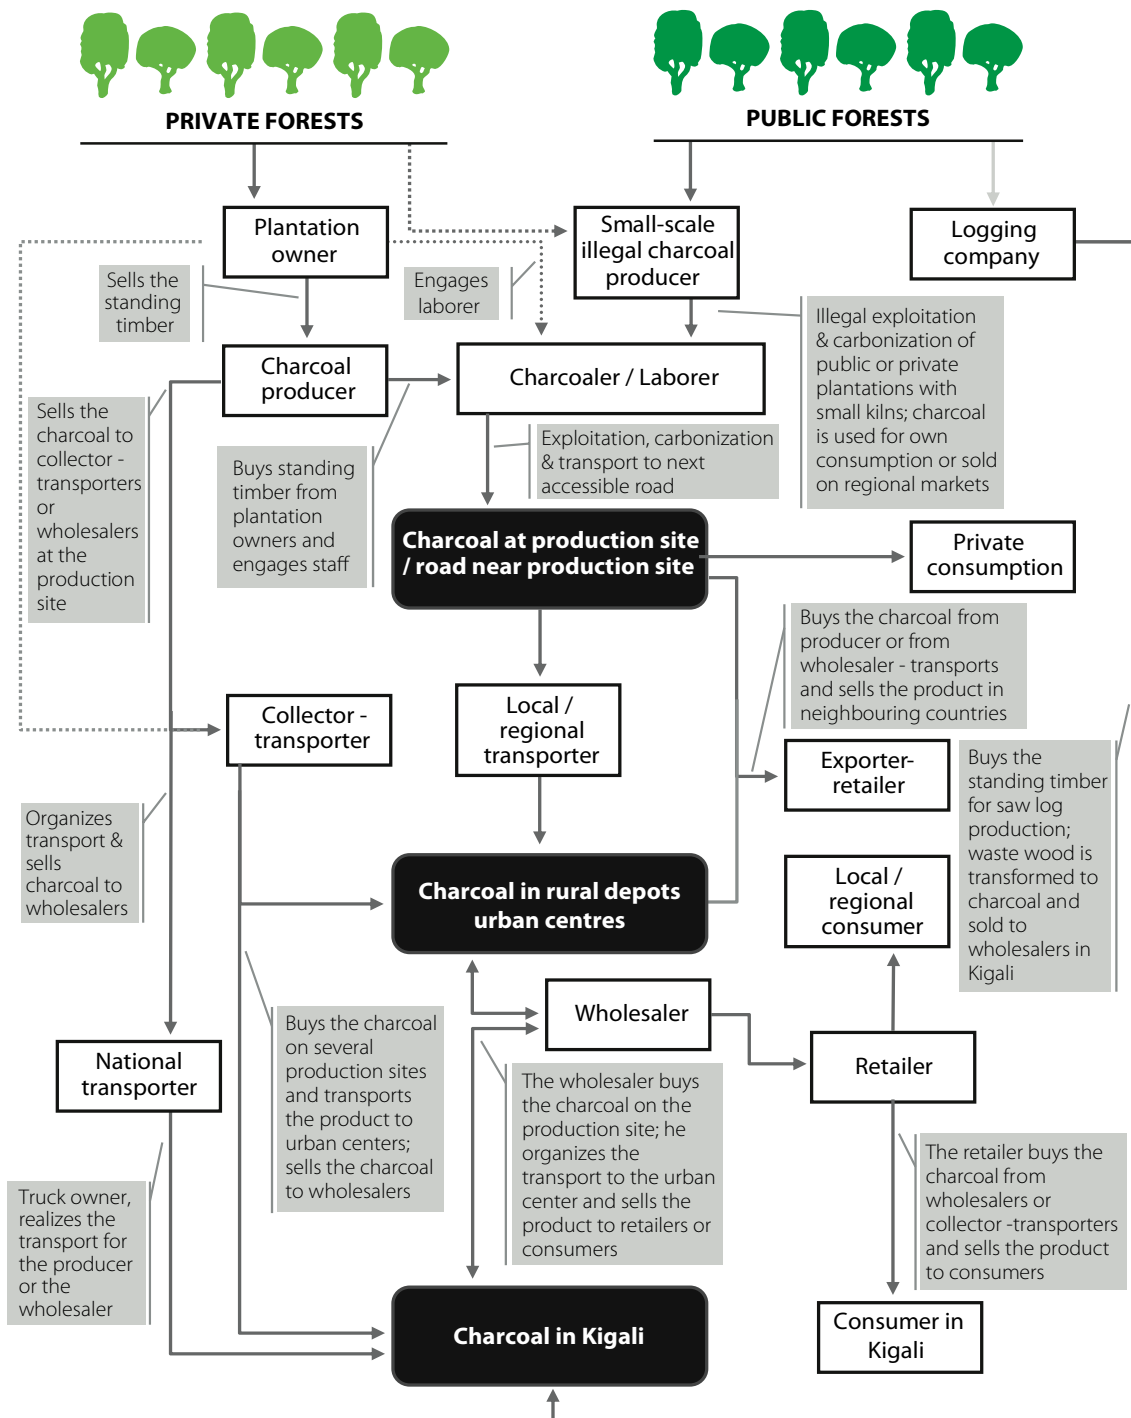 PRIVATE FORESTS
PUBLIC FORESTS
Plantation
owner
Small-scale
illegal charcoal
producer
Logging
company
Sells the
standing
timber
Engages
laborer
Illegal exploitation
& carbonization of
public or private
plantations with
small kilns; charcoal
is used for own
consumption or sold
on regional markets
Charcoal
producer
Charcoaler / Laborer
Sells the
charcoal to
collector -
transporters
or
wholesalers
at the
production
site
Buys standing
timber from
plantation
owners and
engages staff
Exploitation, carbonization
& transport to next
accessible road
Charcoal at production site
/ road near production site
Private
consumption
Buys the charcoal from
producer or from
wholesaler - transports
and sells the product in
neighbouring countries
Collector -
transporter
Local /
regional
transporter
Exporter-
retailer
Buys the
standing timber
for saw log
production;
waste wood is
transformed to
charcoal and
sold to
wholesalers in
Kigali
Organizes
transport &
sells
charcoal to
wholesalers
Charcoal in rural depots
urban centres
Local /
regional
consumer
Wholesaler
Buys the charcoal
on several
production sites
and transports
the product to
urban centers;
sells the charcoal
to wholesalers
National
transporter
Retailer
The wholesaler buys
the charcoal on the
production site; he
organizes the
transport to the urban
center and sells the
product to retailers or
consumers
The retailer buys the
charcoal from
wholesalers or
collector -transporters
and sells the product
to consumers
Truck owner,
realizes the
transport for
the producer
or the
wholesaler
Charcoal in Kigali
Consumer in
Kigali